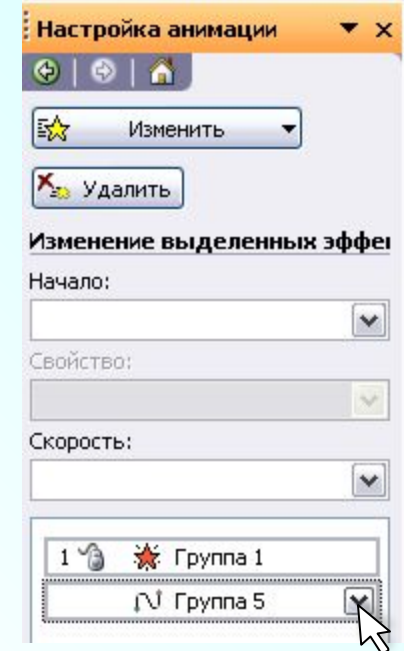 Настройка анимации
Изменить
Удалить
Изменение выделенных эффе
Начало:
Свойство:
Скорость:
1 Группа 1
Группа 5